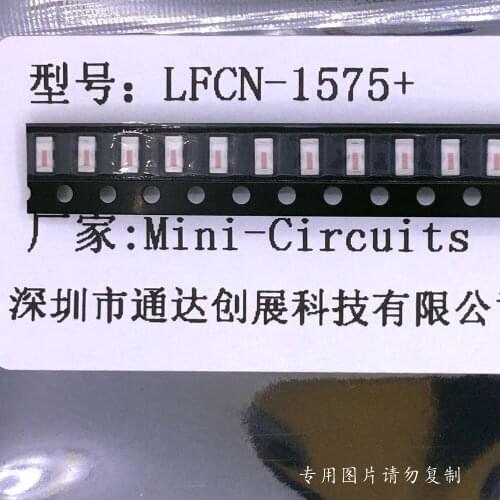 型号：LFCN-1575+
厂家:Mini-Circuits
深圳市通达创展科技有限公
专用图片请勿复制